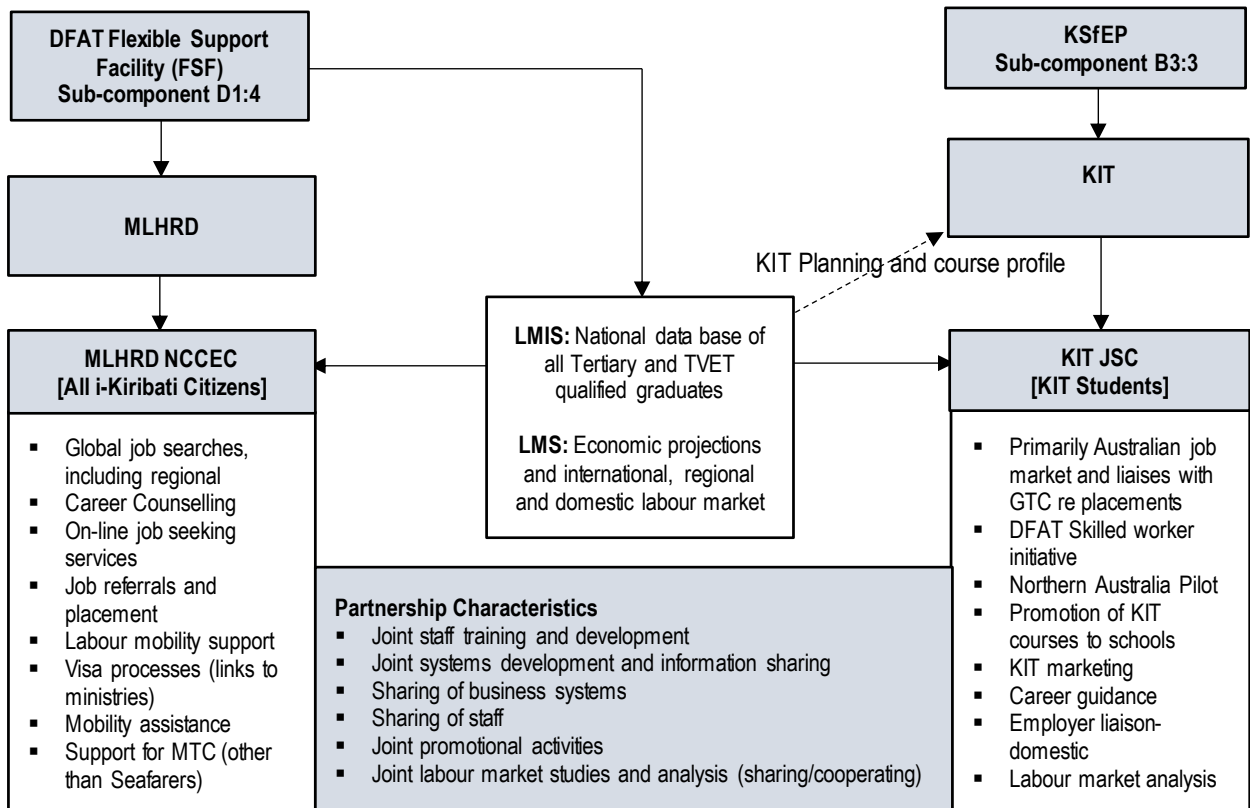 DFAT Flexible Support
Facility (FSF)
Sub-component D1:4
KSfEP
Sub-component B3:3
MLHRD
KIT
KIT Planning and course profile
MLHRD NCCEC
[All i-Kiribati Citizens]
▪ Global job searches,
including regional
▪ Career Counselling
▪ On-line job seeking
services
▪ Job referrals and
placement
▪ Labour mobility support
▪ Visa processes (links to
ministries)
▪ Mobility assistance
▪ Support for MTC (other
than Seafarers)
LMIS: National data base of
all Tertiary and TVET
qualified graduates
LMS: Economic projections
and international, regional
and domestic labour market
KIT JSC
[KIT Students]
▪ Primarily Australian job
market and liaises with
GTC re placements
▪ DFAT Skilled worker
initiative
▪ Northern Australia Pilot
▪ Promotion of KIT
courses to schools
▪ KIT marketing
▪ Career guidance
▪ Employer liaison-
domestic
▪ Labour market analysis
Partnership Characteristics
▪ Joint staff training and development
▪ Joint systems development and information sharing
▪ Sharing of business systems
▪ Sharing of staff
▪ Joint promotional activities
▪ Joint labour market studies and analysis (sharing/cooperating)